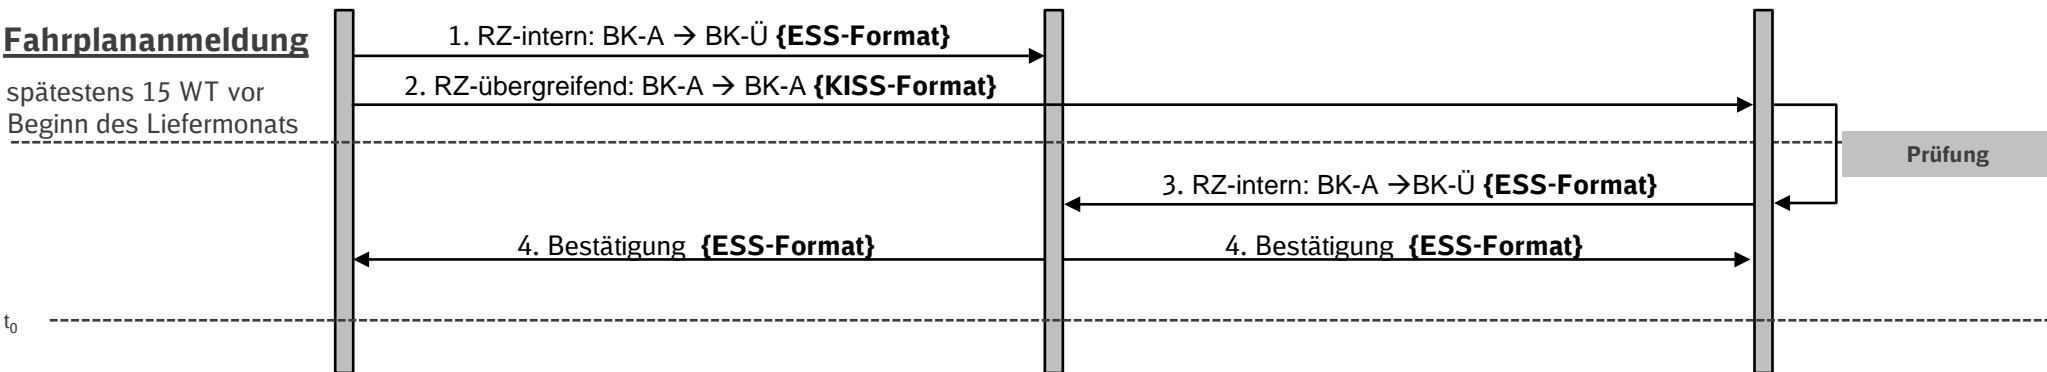 Fahrplananmeldung
spätestens 15 WT vor
Beginn des Liefermonats
1. RZ-intern: BK-A → BK-Ü {ESS-Format}
2. RZ-übergreifend: BK-A → BK-A {KISS-Format}
Prüfung
3. RZ-intern: BK-A →BK-Ü {ESS-Format}
4. Bestätigung {ESS-Format}
4. Bestätigung {ESS-Format}
t₀